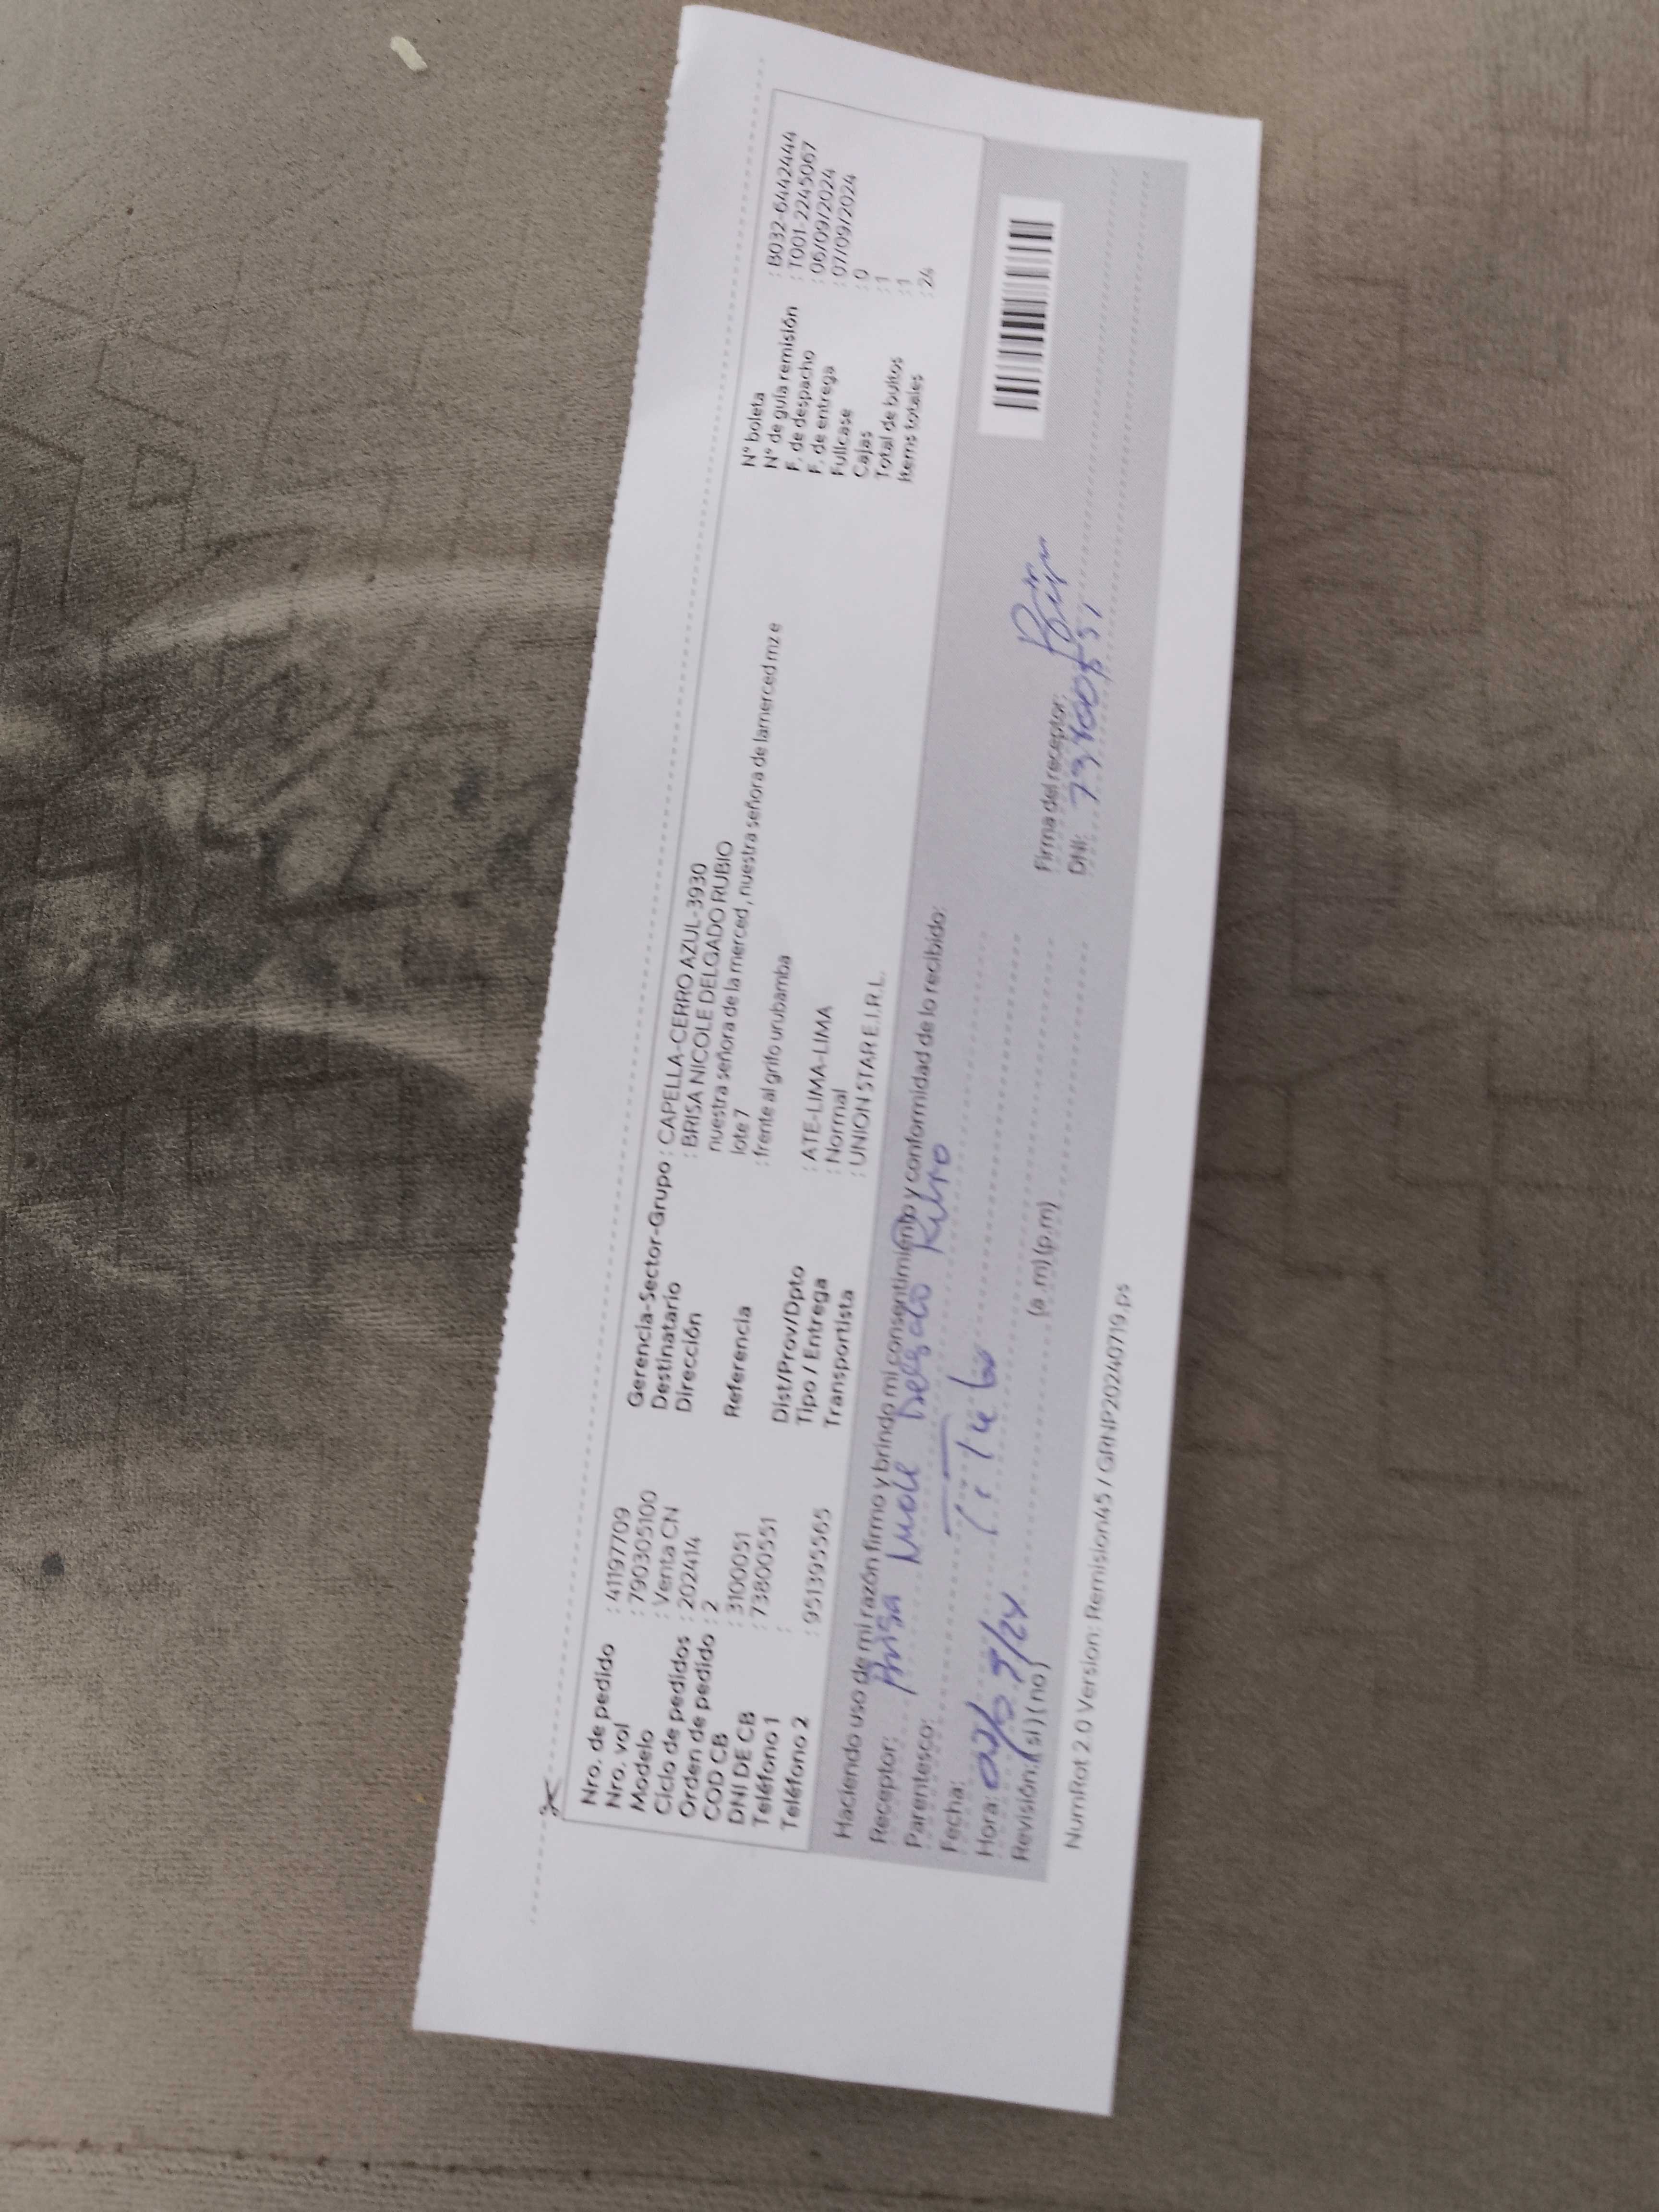 Nro. de pedido : 41197709
Nro. vol : 790305100
Modelo : Venta CN
Ciclo de pedidos : 202414
Orden de pedido : 2
COD CB : 3100051
DNI DE CB : 73800551
Teléfono 1 :
Teléfono 2 : 951395565
Gerencia-Sector-Grupo : CAPELLA-CERRO AZUL-3930
Destinatario : BRISA NICOLE DELGADO RUBIO
Dirección nuestra señora de la merced, nuestra señora de lamerced mz e
lote 7
Referencia : frente al grifo urubamba
Dist/Prov/Dpto : ATE-LIMA-LIMA
Tipo / Entrega : Normal
Transportista : UNION STAR E.I.R.L.
N° boleta : B032-6442444
N° de guía remisión : T001-2245067
F. de despacho : 06/09/2024
F. de entrega : 07/09/2024
Fullcase : 0
Cajas : 1
Total de bultos : 1
Items totales : 24
Haciendo uso de mi razón firmo y brindo mi consentimiento y conformidad de lo recibido:
Receptor: Brisa Nicole Delgado Rubio
Parentesco: Titular
Fecha:
Hora: (a.m)(p.m)
Revisión: (si)(no)
Firma del receptor:
DNI:
NumRot 2.0 Version: Remision45 / GRNP20240719.ps